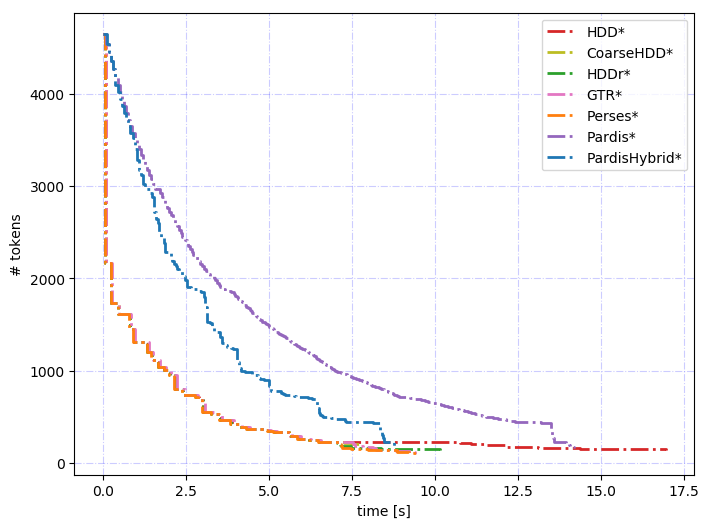 HDD*
CoarseHDD*
HDDr*
GTR*
Perses*
Pardis*
PardisHybrid*
# tokens
4000
3000
2000
1000
0
0.0 2.5 5.0 7.5 10.0 12.5 15.0 17.5
time [s]